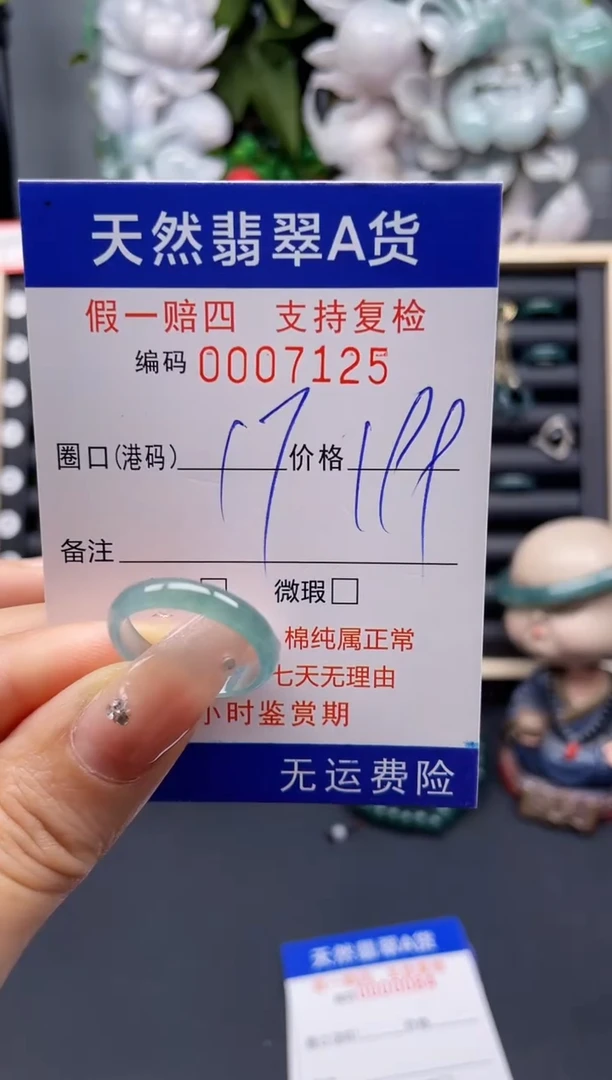 天然翡翠A货
假一赔四 支持复检
编码 0007125
圈口(港码) 17 价格 199
备注
微瑕
棉纯属正常
七天无理由
小时鉴赏期
无运费险
天然翡翠A货